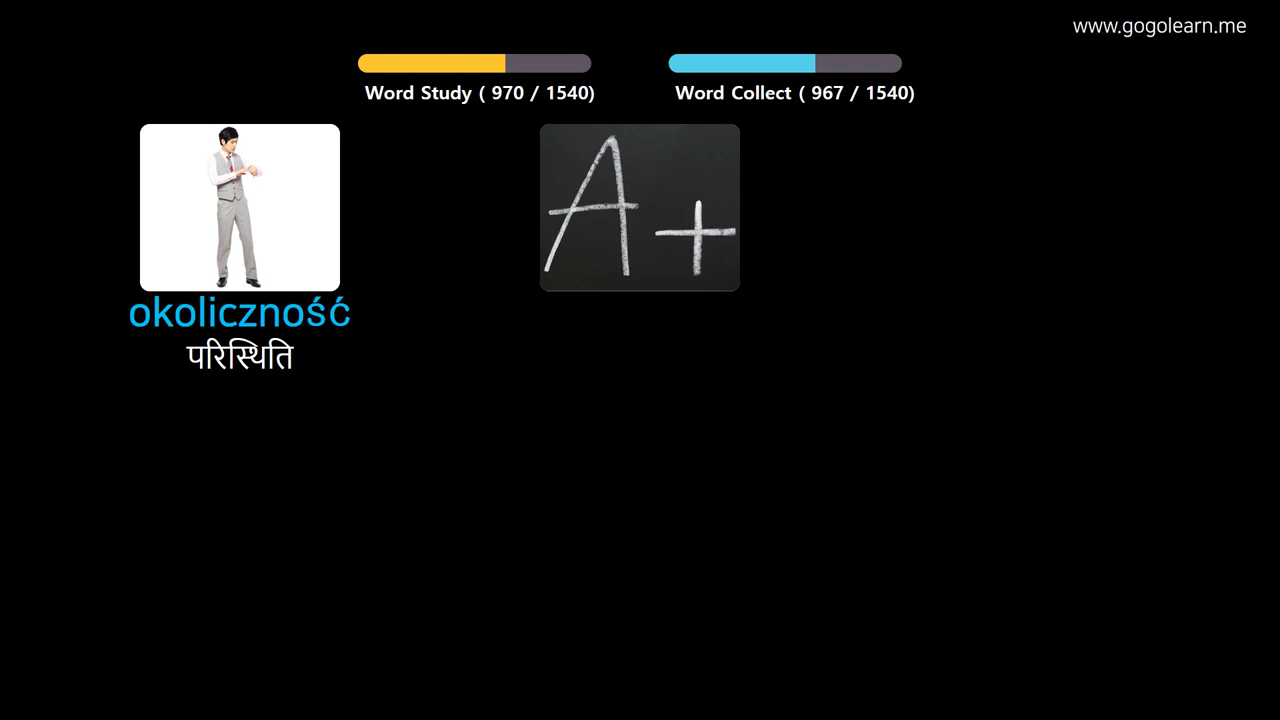 www.gogolearn.me
Word Study ( 970 / 1540)
Word Collect ( 967 / 1540)
A+
okoliczność
परिस्थिति